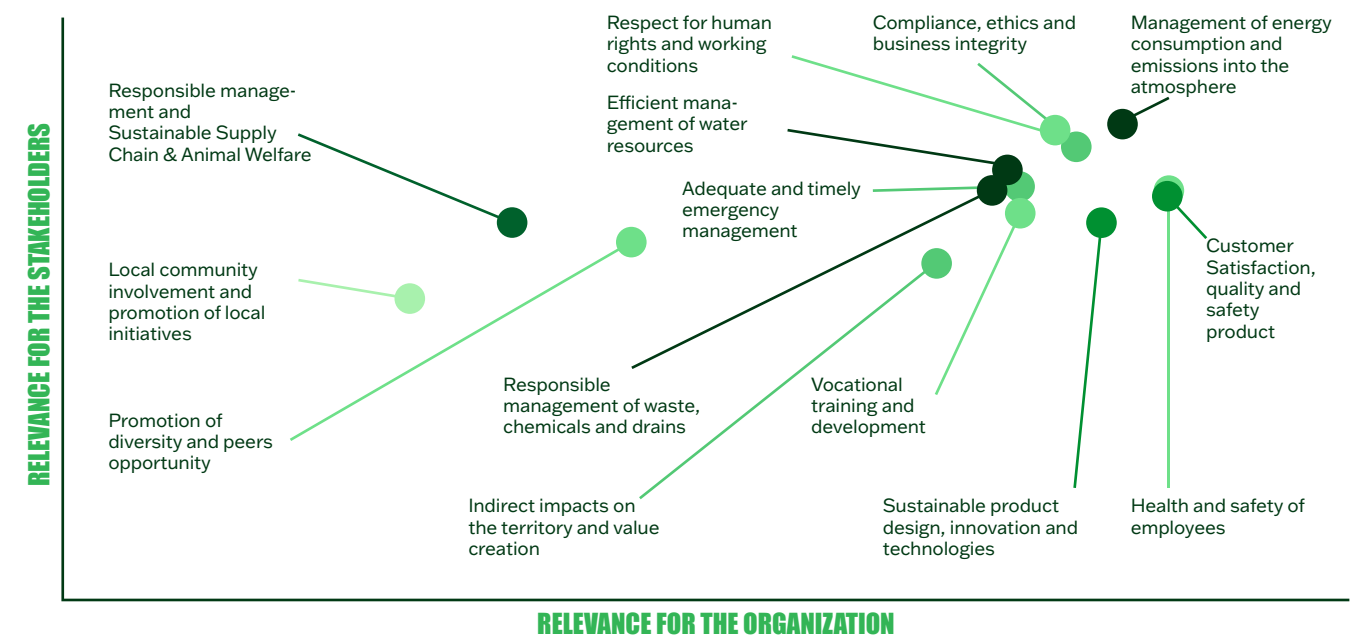 Respect for human
rights and working
conditions
Compliance, ethics and
business integrity
Management of energy
consumption and
emissions into the
atmosphere
Responsible manage-
ment and
Sustainable Supply
Chain & Animal Welfare
Efficient mana-
gement of water
resources
Adequate and timely
emergency
management
Customer
Satisfaction,
quality and
safety
product
Local community
involvement and
promotion of local
initiatives
Responsible
management of waste,
chemicals and drains
Vocational
training and
development
Promotion of
diversity and peers
opportunity
Indirect impacts on
the territory and value
creation
Sustainable product
design, innovation and
technologies
Health and safety of
employees
RELEVANCE FOR THE STAKEHOLDERS
RELEVANCE FOR THE ORGANIZATION